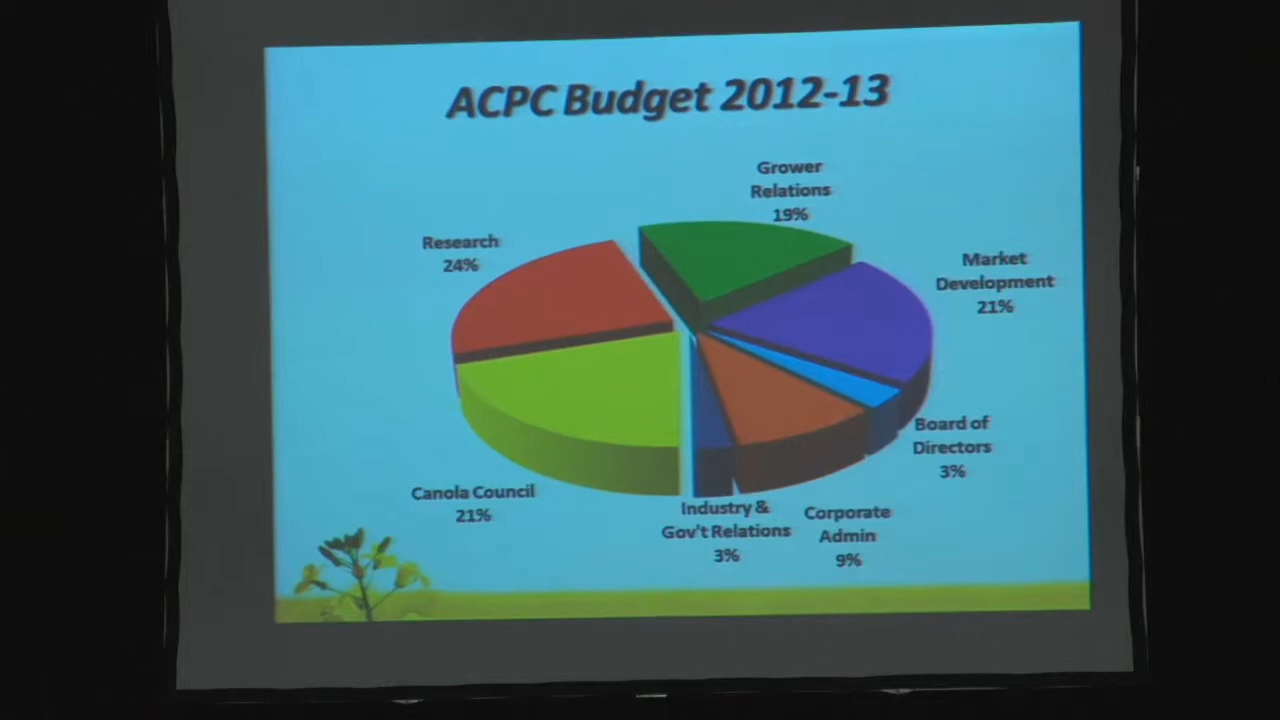 ACPC Budget 2012-13
Grower
Relations
19%
Research
24%
Market
Development
21%
Board of
Directors
3%
Canola Council
21%
Industry &
Gov't Relations
3%
Corporate
Admin
9%